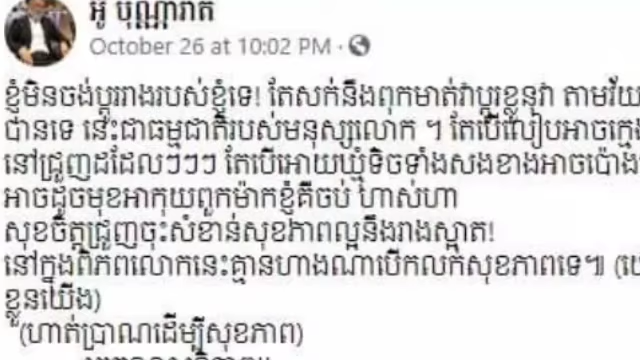 អូ ប៊ុណ្ណារាត់
October 26 at 10:02 PM
ខ្ញុំមិនចង់ប្តូររាងរបស់ខ្ញុំទេ! តែសក់នឹងពុកមាត់វាប្តូរខ្លួនវា តាមវ័យ
បានទេ នេះជាធម្មជាតិរបស់មនុស្សលោក ។ តែបើលៀបអាចក្មេង
នៅជ្រួញដដែលៗៗៗ តែបើអោយឃ្មុំទិចទាំងសងខាងអាចប៉ោង
អាចដូចមុខអាកុយពួកម៉ាកខ្ញុំគឺចប់ ហាស់ហា
សុខចិត្តជ្រួញចុះសំខាន់សុខភាពល្អនឹងរាងស្អាត!
នៅក្នុងពិភពលោកនេះគ្មានហាងណាបើកលក់សុខភាពទេ៕
ខ្លួនយើង)
(ហាត់ប្រាណដើម្បីសុខភាព)